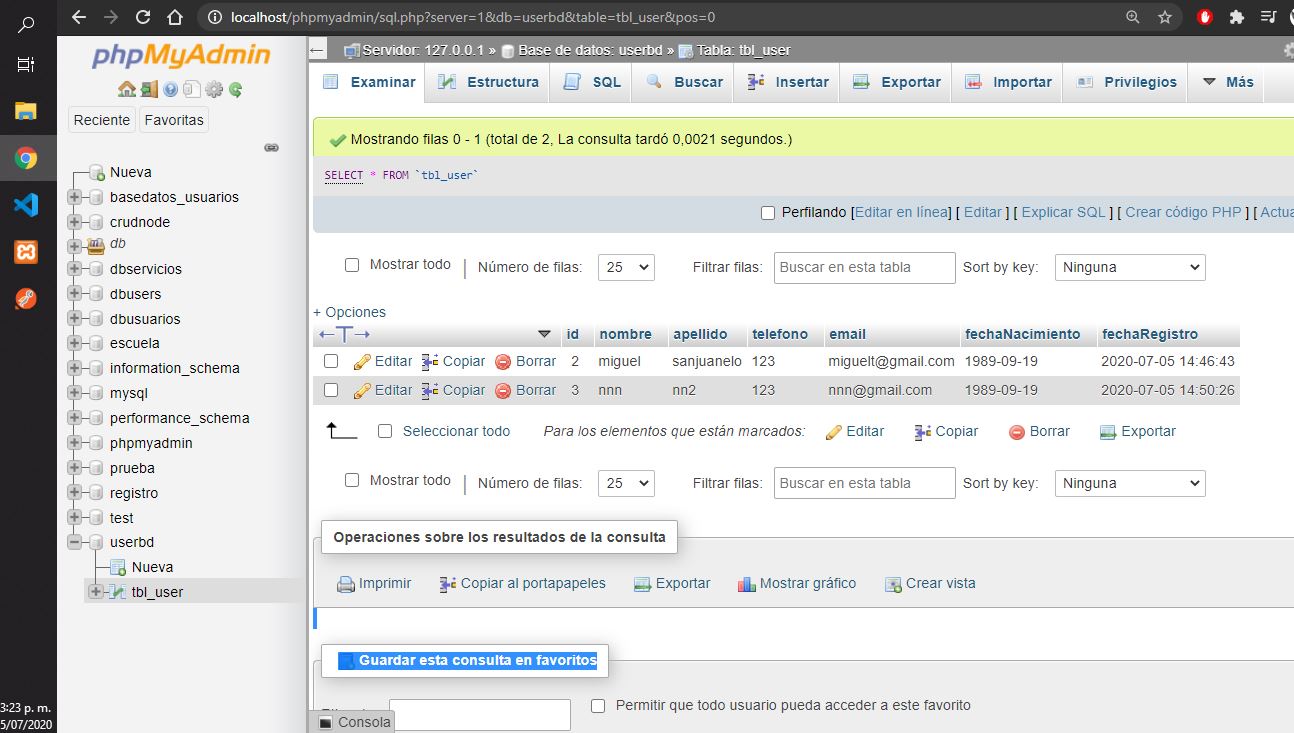 localhost/phpmyadmin/sql.php?server=1&db=userbd&table=tbl_user&pos=0
phpMyAdmin
Reciente Favoritas
Nueva
basedatos_usuarios
crudnode
db
dbservicios
dbusers
dbusuarios
escuela
information_schema
mysql
performance_schema
phpmyadmin
prueba
registro
test
userbd
Nueva
tbl_user
Servidor: 127.0.0.1 » Base de datos: userbd » Tabla: tbl_user
Examinar Estructura SQL Buscar Insertar Exportar Importar Privilegios Más
Mostrando filas 0 - 1 (total de 2, La consulta tardó 0,0021 segundos.)
SELECT * FROM `tbl_user`
Perfilando [Editar en línea] [ Editar ] [ Explicar SQL ] [ Crear código PHP ] [ Actua
Mostrar todo | Número de filas: 25 Filtrar filas: Buscar en esta tabla Sort by key: Ninguna
+ Opciones
←T→ id nombre apellido telefono email fechaNacimiento fechaRegistro
Editar Copiar Borrar 2 miguel sanjuanelo 123 miguelt@gmail.com 1989-09-19 2020-07-05 14:46:43
Editar Copiar Borrar 3 nnn nn2 123 nnn@gmail.com 1989-09-19 2020-07-05 14:50:26
Seleccionar todo Para los elementos que están marcados: Editar Copiar Borrar Exportar
Mostrar todo | Número de filas: 25 Filtrar filas: Buscar en esta tabla Sort by key: Ninguna
Operaciones sobre los resultados de la consulta
Imprimir Copiar al portapapeles Exportar Mostrar gráfico Crear vista
Guardar esta consulta en favoritos
Permitir que todo usuario pueda acceder a este favorito
Consola
3:23 p. m.
5/07/2020